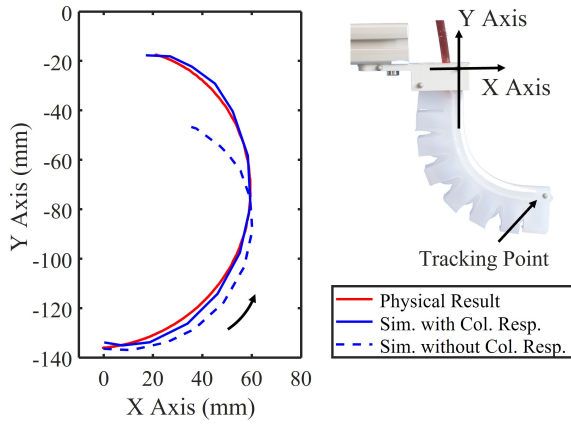 20
0
-20
-40
-60
-80
-100
-120
-140
0
20
40
60
80
X Axis (mm)
Y Axis (mm)
Y Axis
X Axis
Tracking Point
Physical Result
Sim. with Col. Resp.
Sim. without Col. Resp.